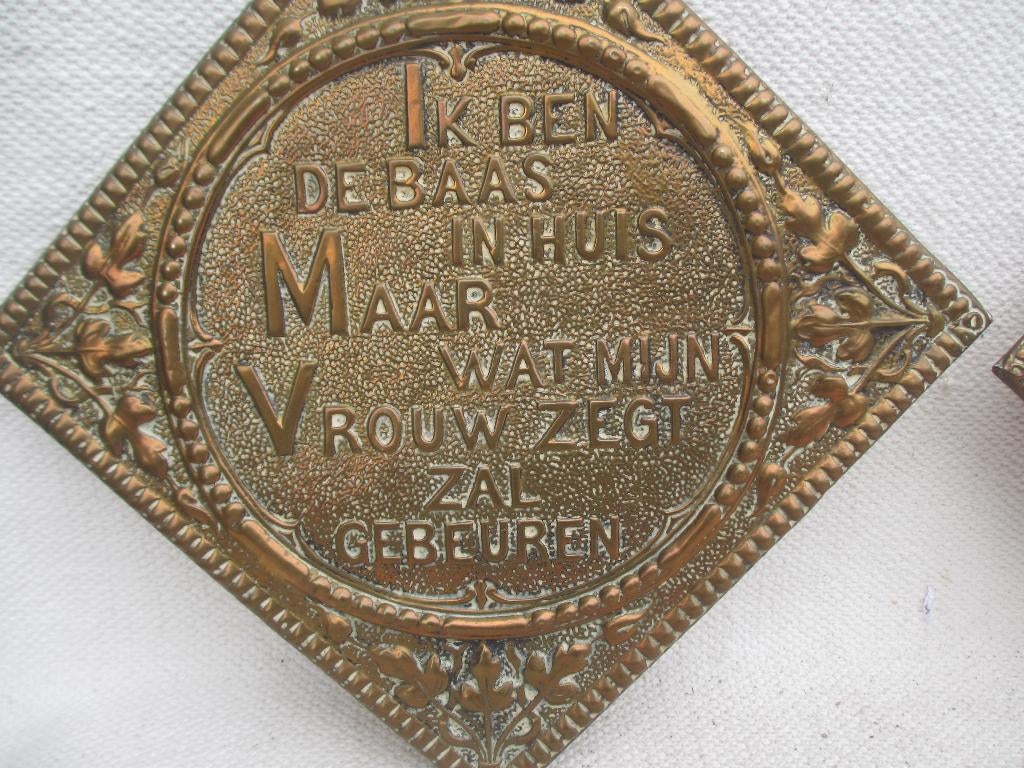 IK BEN
DE BAAS
IN HUIS
MAAR
WAT MIJN
VROUW ZEGT
ZAL
GEBEUREN